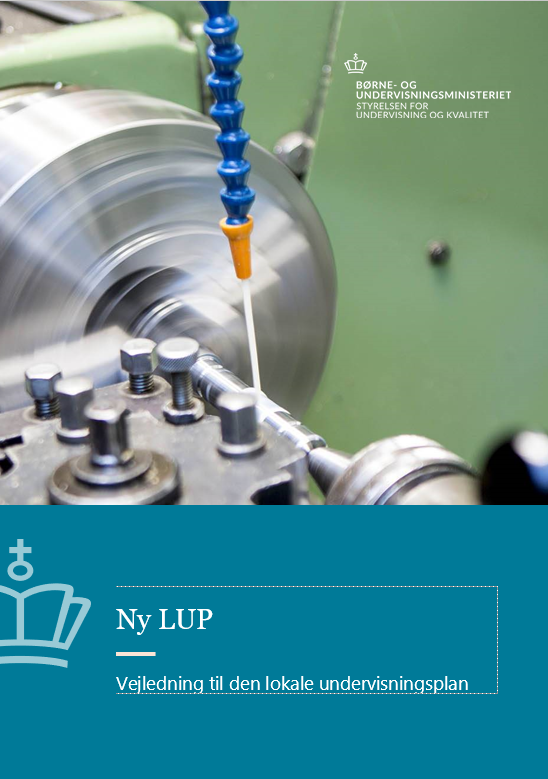 BØRNE- OG
UNDERVISNINGSMINISTERIET
STYRELSEN FOR
UNDERVISNING OG KVALITET
Ny LUP
Vejledning til den lokale undervisningsplan